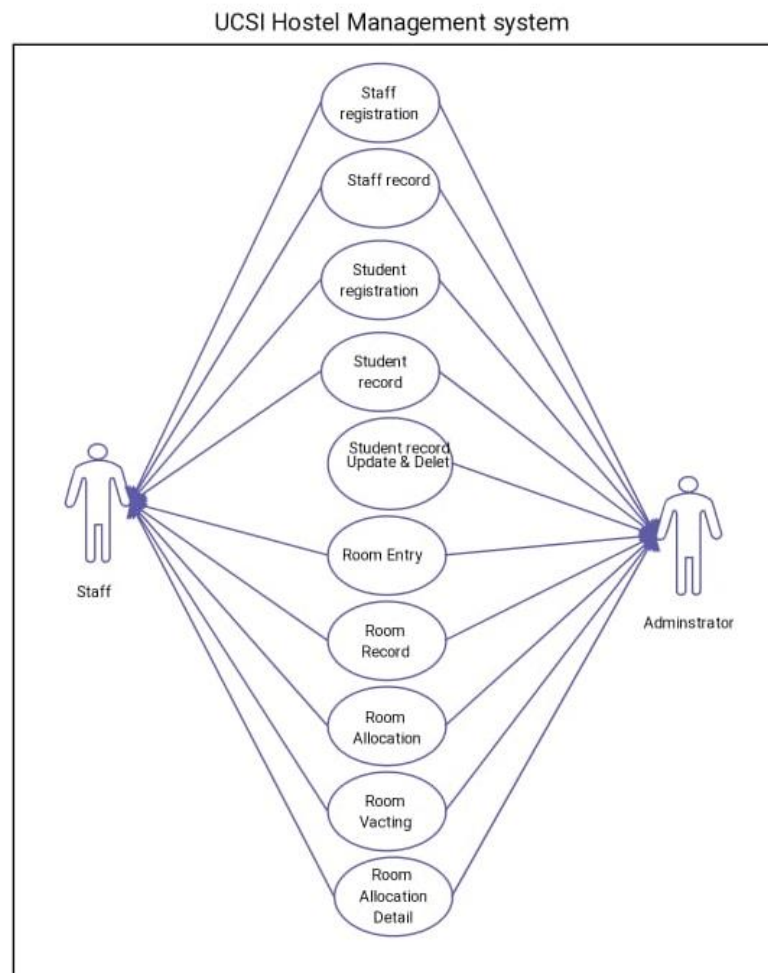 UCSI Hostel Management system
Staff
registration
Staff record
Student
registration
Student
record
Student record
Update & Delet
Room Entry
Staff
Adminstrator
Room
Record
Room
Allocation
Room
Vacting
Room
Allocation
Detail